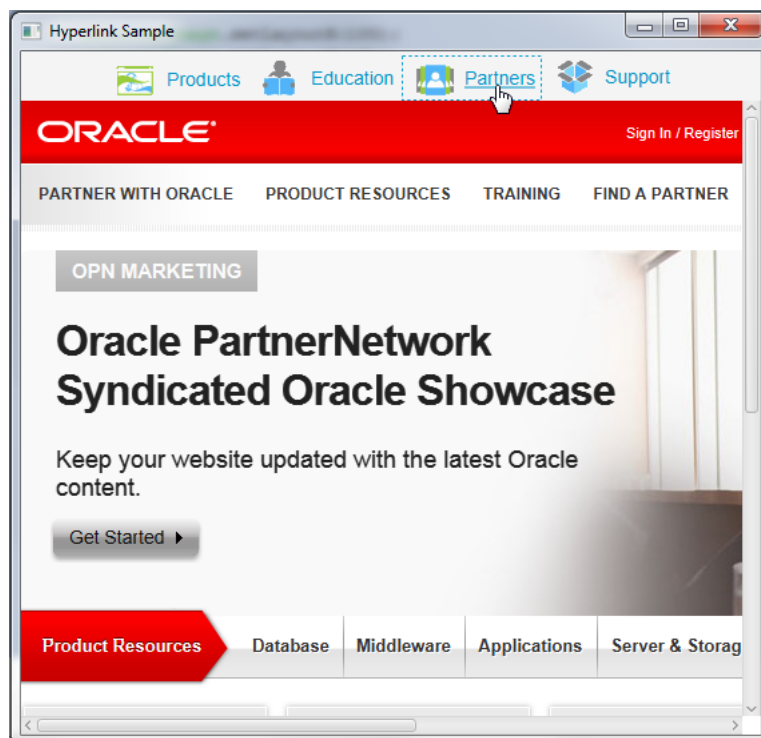 Hyperlink Sample
Products Education Partners Support
ORACLE Sign In / Register
PARTNER WITH ORACLE PRODUCT RESOURCES TRAINING FIND A PARTNER
OPN MARKETING
Oracle PartnerNetwork
Syndicated Oracle Showcase
Keep your website updated with the latest Oracle
content.
Get Started
Product Resources Database Middleware Applications Server & Storag